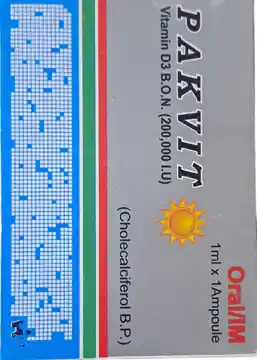 PAKVIT
Vitamin D3 B.O.N. (200,000 I.U)
Oral/IM
1ml x 1Ampoule
(Cholecalciferol B.P.)